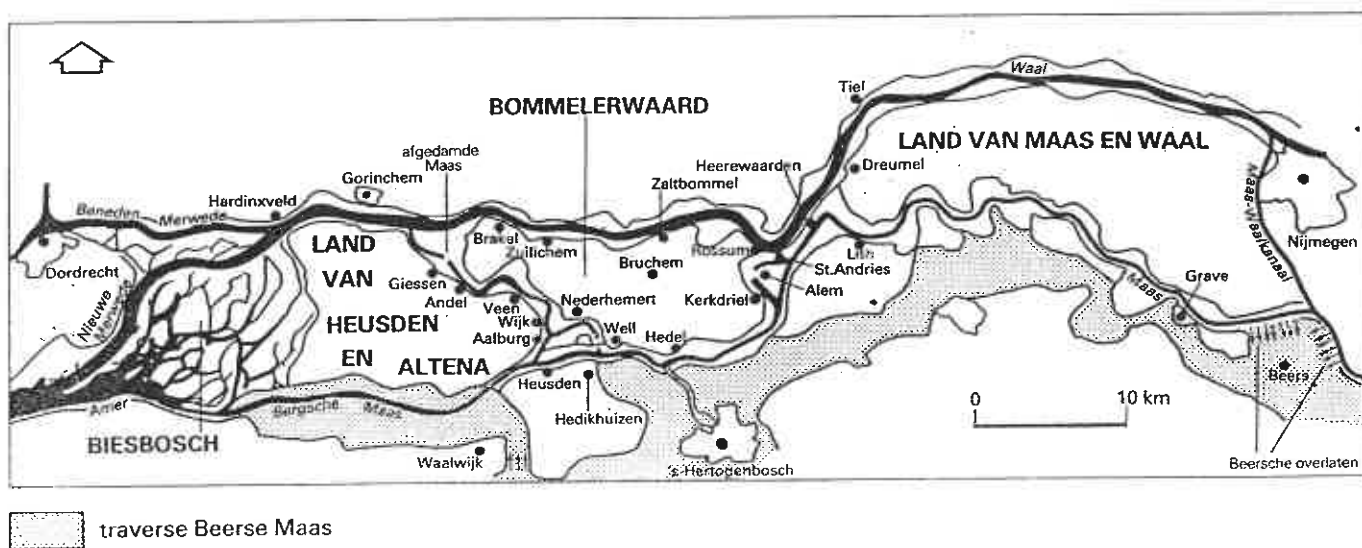 Waal
Tiel
BOMMELERWAARD
LAND VAN MAAS EN WAAL
afgedamde
Maas
Heerewaarden
Dreumel
Gorinchem
Zaltbommel
Hardinxveld
Beneden Merwede
Maas-Waalkanaal
Nijmegen
Dordrecht
LAND
VAN
HEUSDEN
EN
ALTENA
Brakel
Zuilichem
Bruchem
Rossum
Lith
St.Andries
Alem
Kerkdriel
Giessen
Andel
Veen
Wijk
Aalburg
Nederhemert
Well
Hedel
Maas
Grave
Nieuwe
Merwede
Heusden
Beers
Amer
Bergsche Maas
Hedikhuizen
0 10 km
BIESBOSCH
Waalwijk
's-Hertogenbosch
Beersche overlaten
traverse Beerse Maas